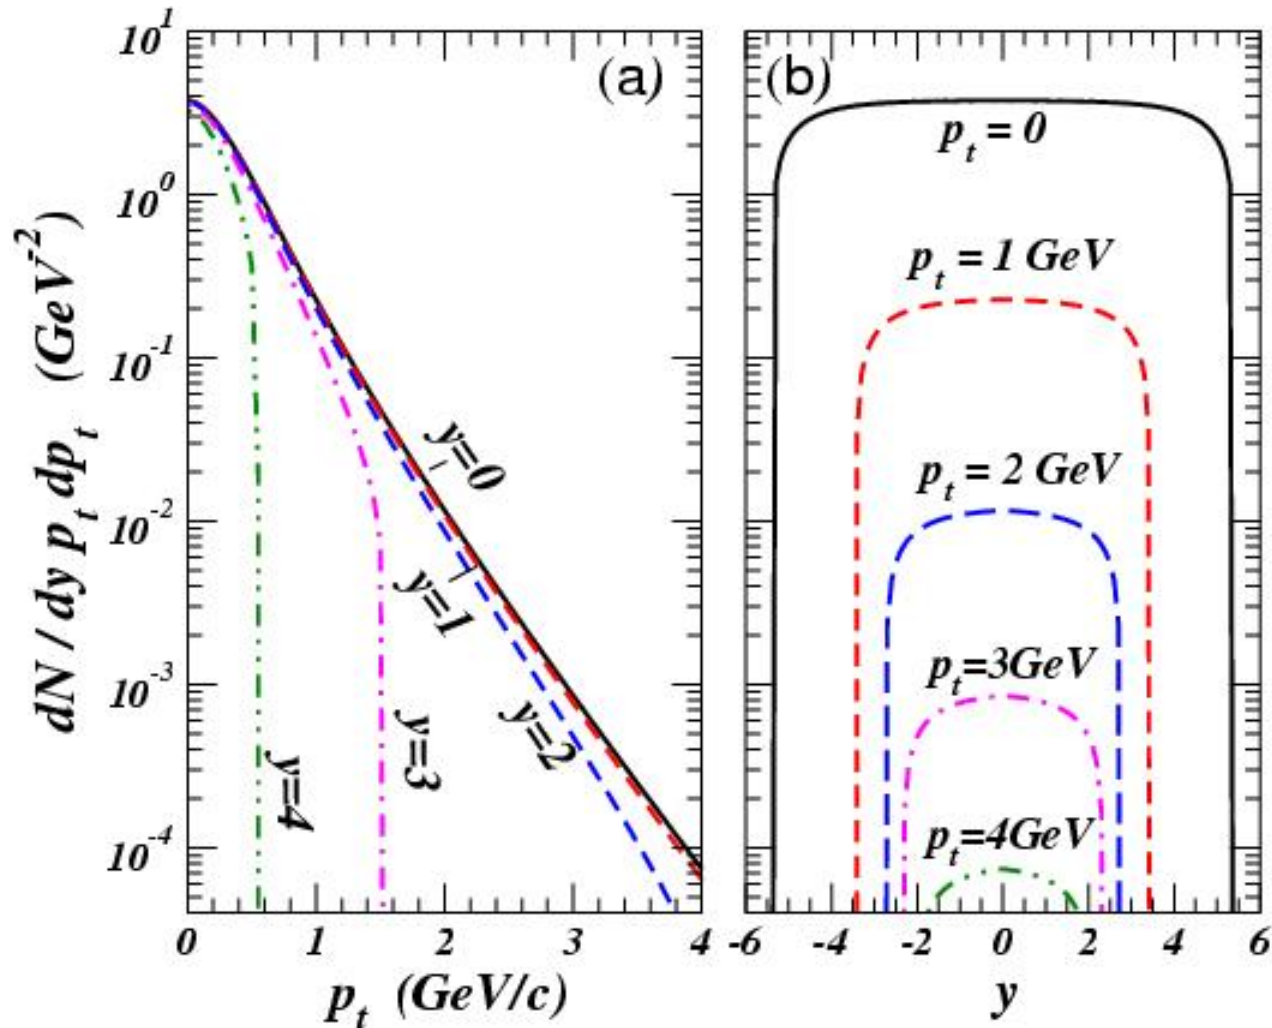 (a)
(b)
10^1
10^0
10^-1
10^-2
10^-3
10^-4
dN / dy p_t dp_t (GeV^-2)
y=0
y=1
y=2
y=3
y=4
0
1
2
3
4
p_t (GeV/c)
p_t = 0
p_t = 1 GeV
p_t = 2 GeV
p_t=3GeV
p_t=4GeV
-6
-4
-2
0
2
4
6
y